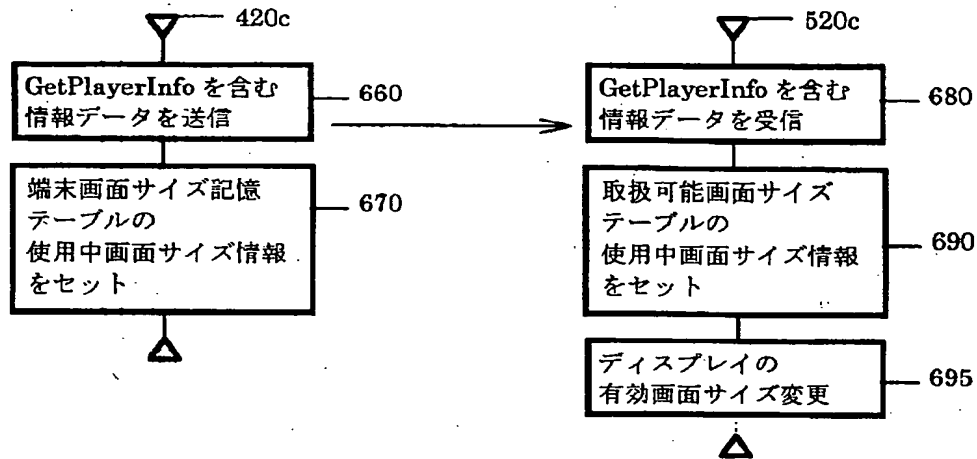 420c
GetPlayerInfo を含む
情報データを送信
660
端末画面サイズ記憶
テーブルの
使用中画面サイズ情報
をセット
670
520c
GetPlayerInfo を含む
情報データを受信
680
取扱可能画面サイズ
テーブルの
使用中画面サイズ情報
をセット
690
ディスプレイの
有効画面サイズ変更
695